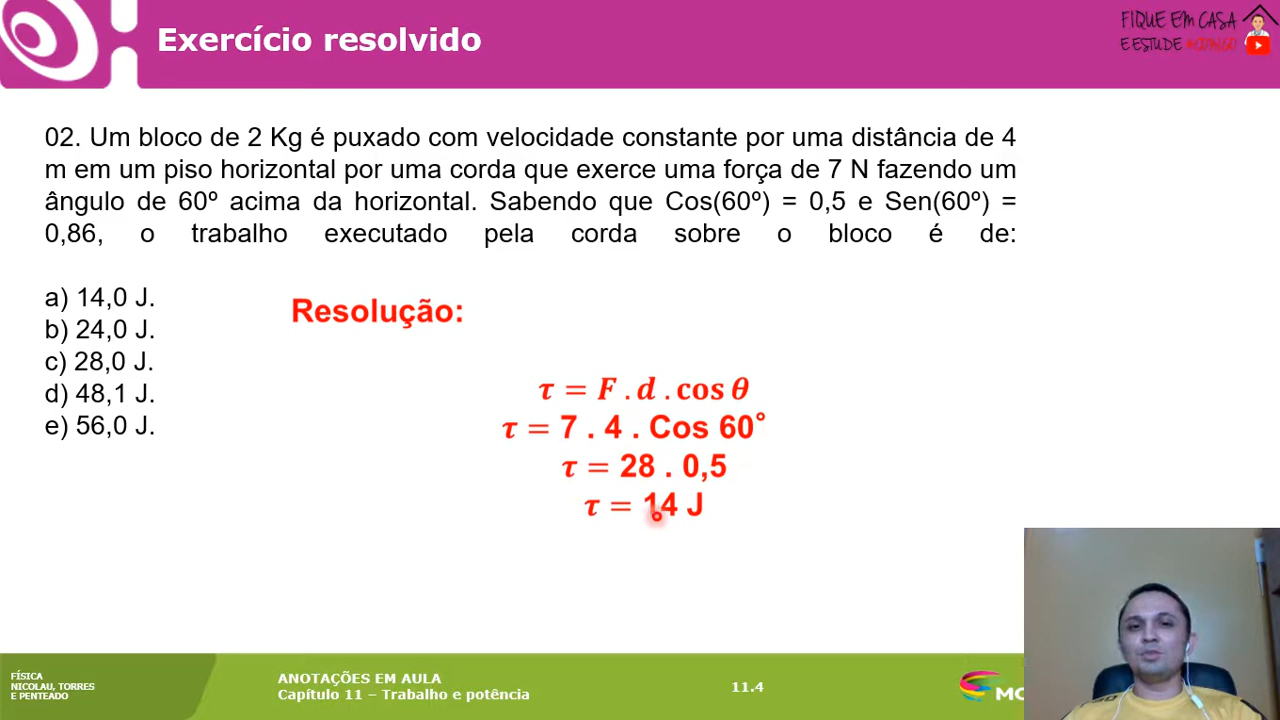 Exercício resolvido
FIQUE EM CASA
E ESTUDE
02. Um bloco de 2 Kg é puxado com velocidade constante por uma distância de 4
m em um piso horizontal por uma corda que exerce uma força de 7 N fazendo um
ângulo de 60º acima da horizontal. Sabendo que Cos(60º) = 0,5 e Sen(60º) =
0,86, o trabalho executado pela corda sobre o bloco é de:
a) 14,0 J.
b) 24,0 J.
c) 28,0 J.
d) 48,1 J.
e) 56,0 J.
Resolução:
τ = F . d . cos θ
τ = 7 . 4 . Cos 60°
τ = 28 . 0,5
τ = 14 J
FÍSICA
NICOLAU, TORRES
E PENTEADO
ANOTAÇÕES EM AULA
Capítulo 11 – Trabalho e potência
11.4